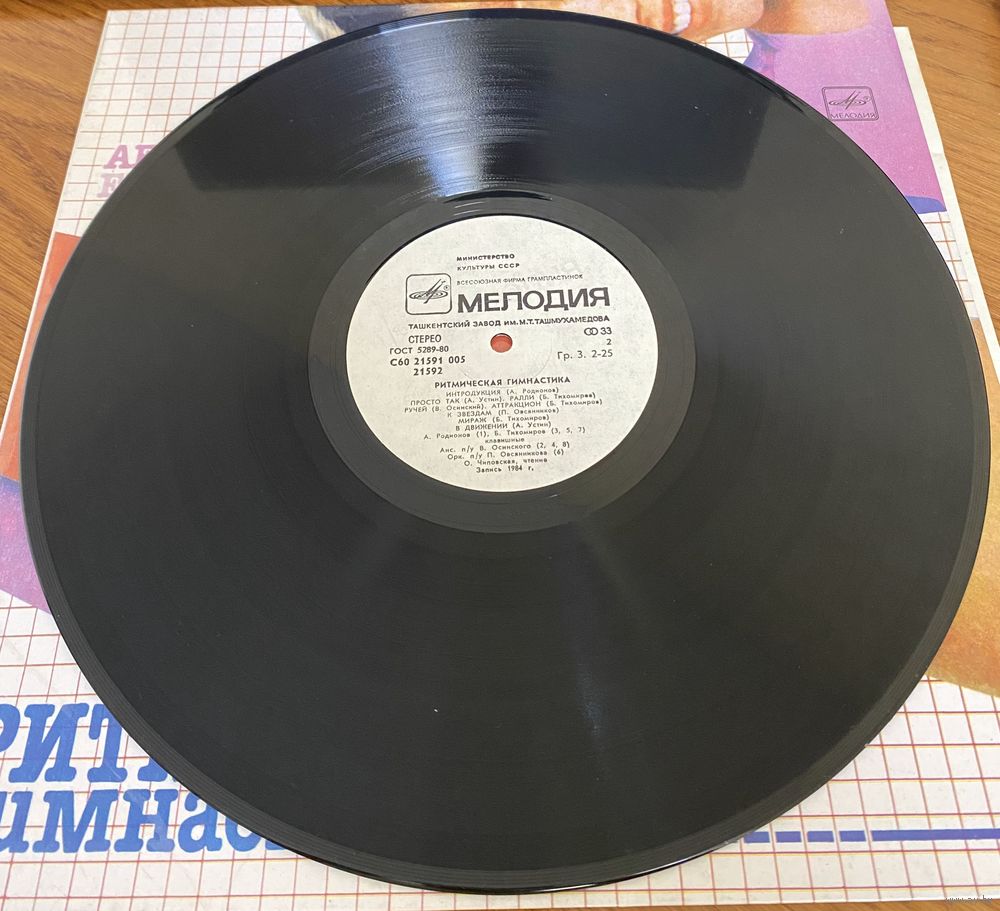 МЕЛОДИЯ
МИНИСТЕРСТВО
КУЛЬТУРЫ СССР
ВСЕСОЮЗНАЯ ФИРМА ГРАМПЛАСТИНОК
МЕЛОДИЯ
ТАШКЕНТСКИЙ ЗАВОД ИМ. М.Т. ТАШМУХАМЕДОВА
СТЕРЕО 33
ГОСТ 5289-80 2
С60 21591 005 Гр. 3. 2-25
21592
РИТМИЧЕСКАЯ ГИМНАСТИКА
ИНТРОДУКЦИЯ (А. Родионов)
ПРОСТО ТАК (А. Устин). РАЛЛИ (Б. Тихомиров)
РУЧЕЙ (В. Осинский). АТТРАКЦИОН (Б. Тихомиров)
К ЗВЕЗДАМ (П. Овсянников)
МИРАЖ (Б. Тихомиров)
В ДВИЖЕНИИ (А. Устин)
А. Родионов (1), Б. Тихомиров (3, 5, 7)
клавишные
Анс. п/у В. Осинского (2, 4, 8)
Орк. п/у П. Овсянникова (6)
О. Чиповская, чтение
Запись 1984 г.
РИТ
имнас